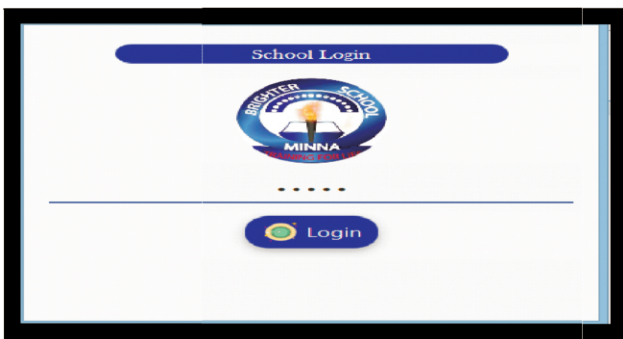 School Login
BRIGHTER SCHOOL
MINNA
• • • • •
Login